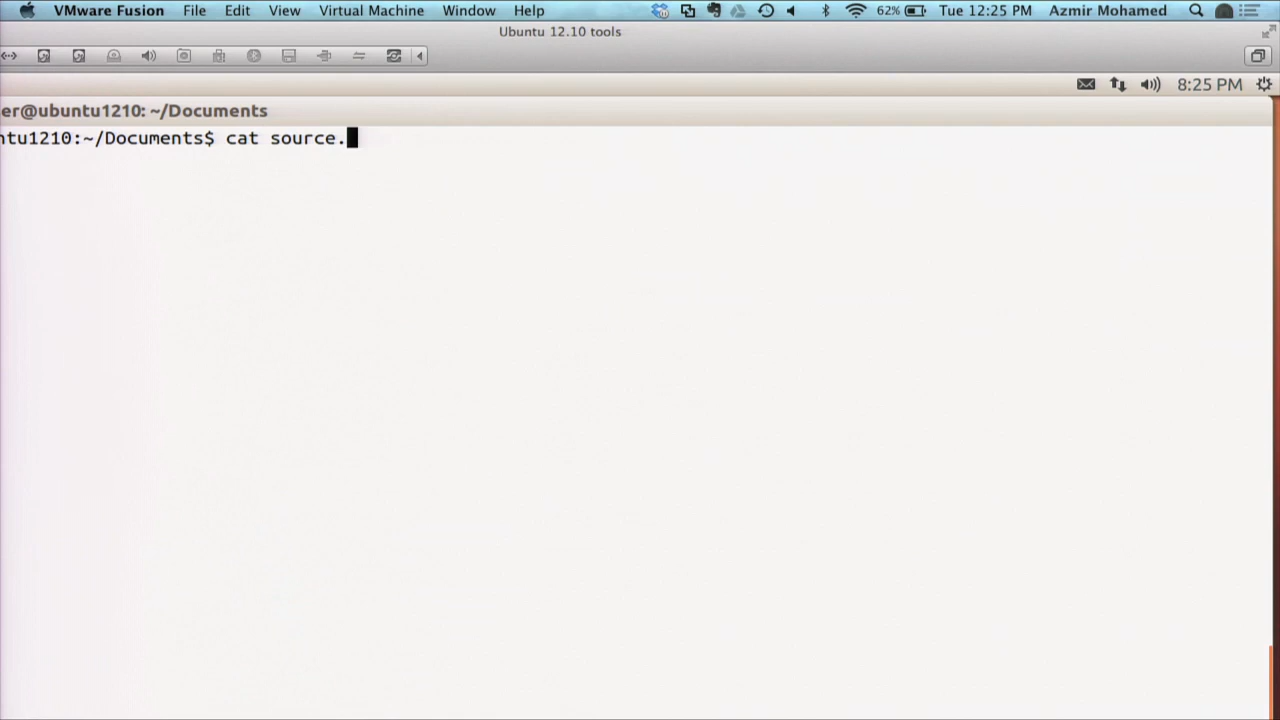 VMware Fusion File Edit View Virtual Machine Window Help 62% Tue 12:25 PM Azmir Mohamed
Ubuntu 12.10 tools
8:25 PM
er@ubuntu1210: ~/Documents
ntu1210:~/Documents$ cat source.